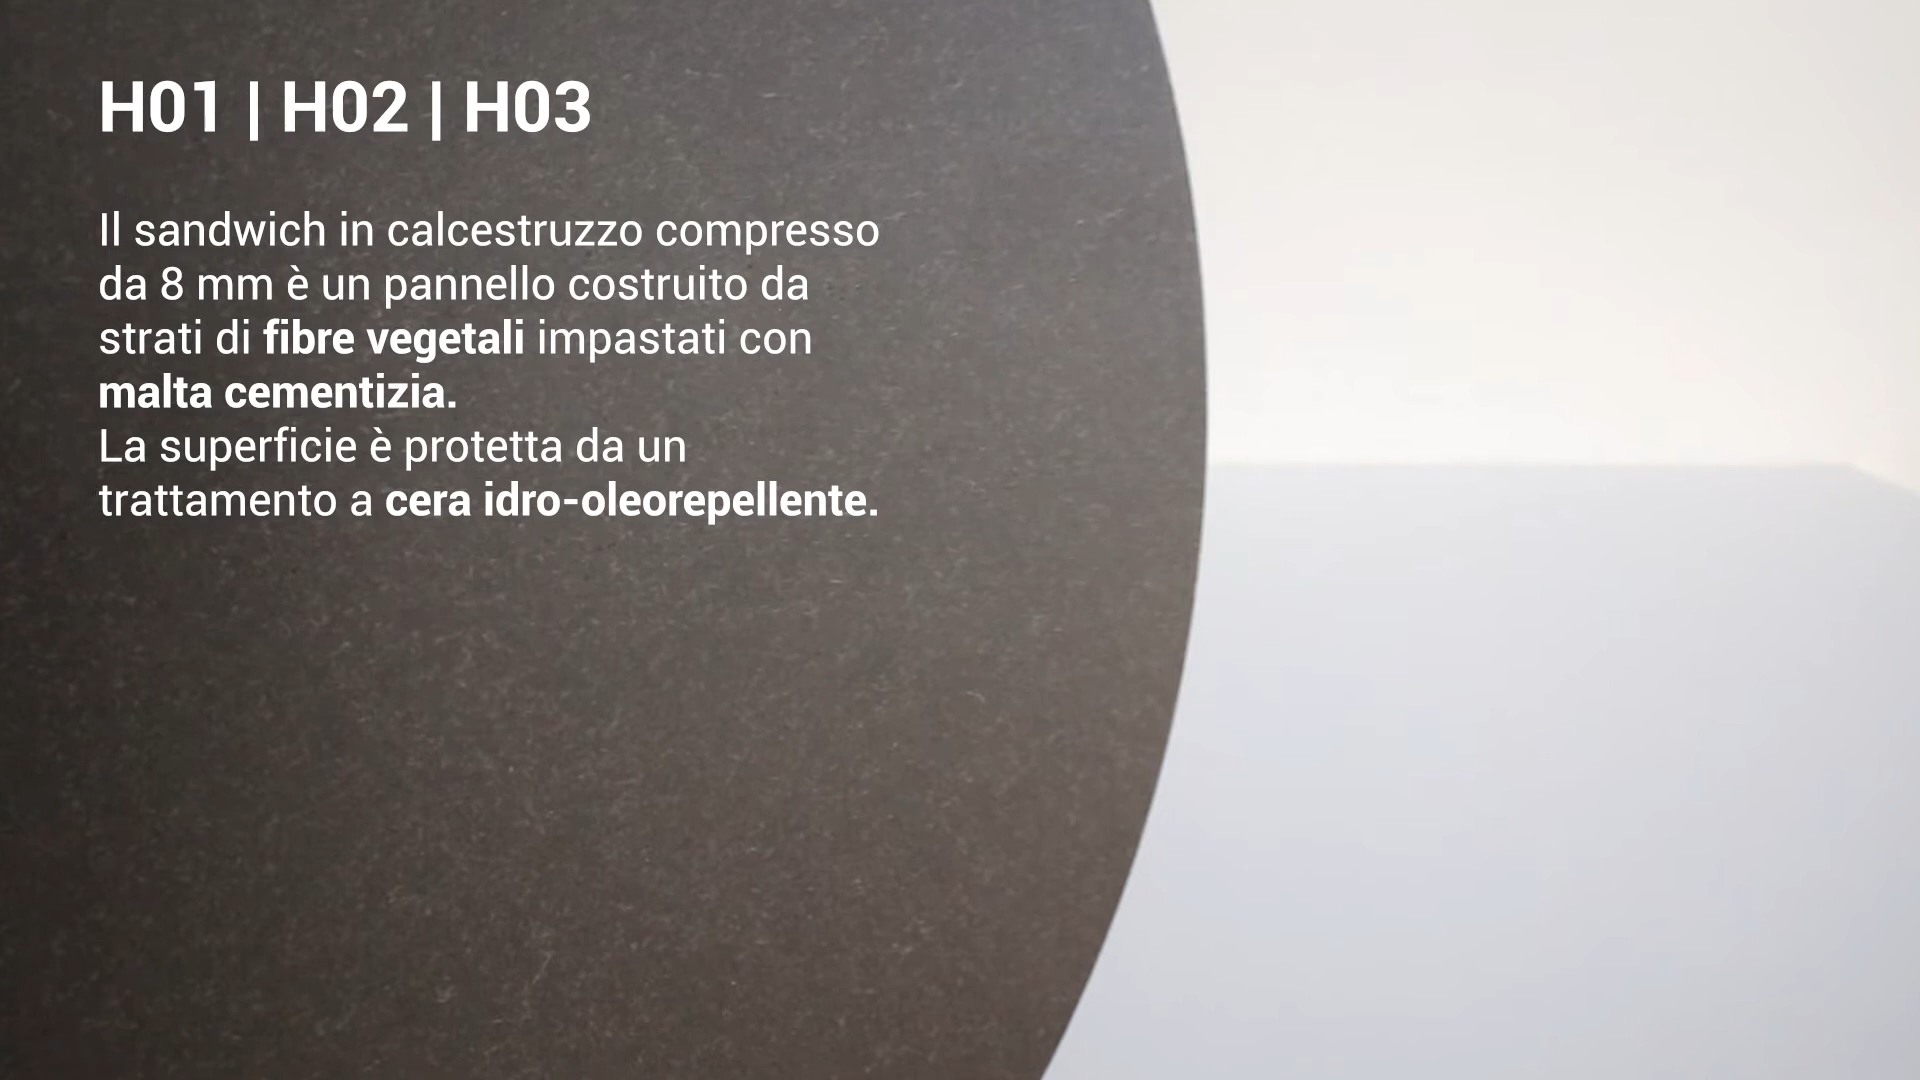 H01 | H02 | H03
Il sandwich in calcestruzzo compresso
da 8 mm è un pannello costruito da
strati di fibre vegetali impastati con
malta cementizia.
La superficie è protetta da un
trattamento a cera idro-oleorepellente.